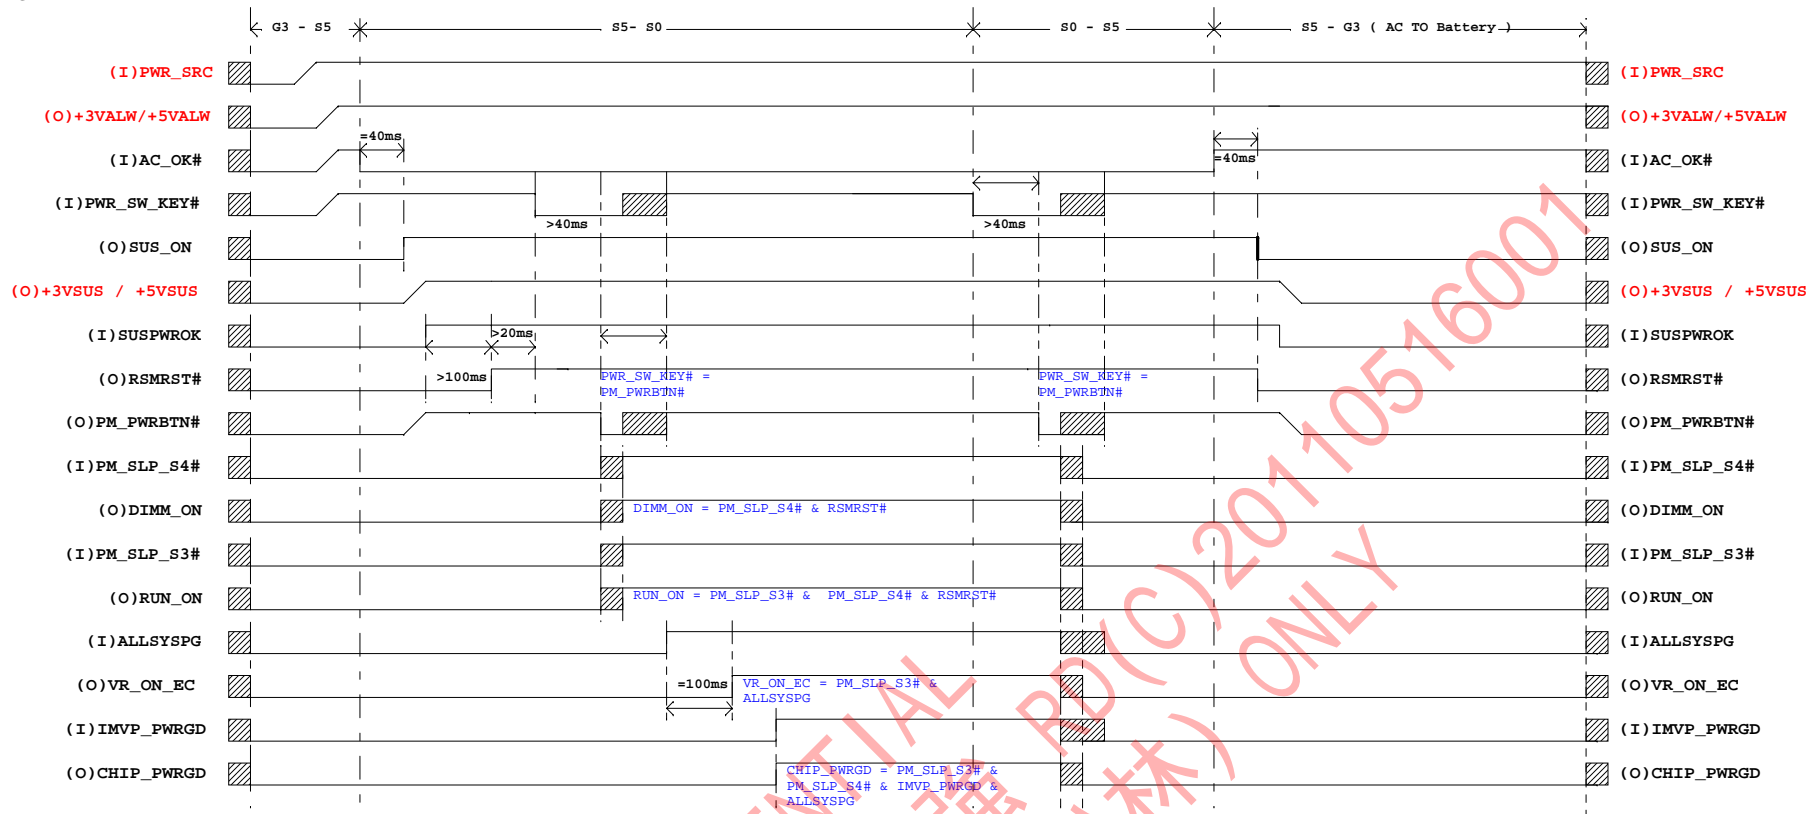 G3 - S5
S5- S0
S0 - S5
S5 - G3 ( AC TO Battery )
(I)PWR_SRC
(I)PWR_SRC
(O)+3VALW/+5VALW
(O)+3VALW/+5VALW
=40ms
(I)AC_OK#
=40ms
(I)AC_OK#
(I)PWR_SW_KEY#
>40ms
>40ms
(I)PWR_SW_KEY#
(O)SUS_ON
(O)SUS_ON
(O)+3VSUS / +5VSUS
(O)+3VSUS / +5VSUS
(I)SUSPWROK
>20ms
(I)SUSPWROK
(O)RSMRST#
>100ms
PWR_SW_KEY# =
PM_PWRBTN#
PWR_SW_KEY# =
PM_PWRBTN#
(O)RSMRST#
(O)PM_PWRBTN#
(O)PM_PWRBTN#
(I)PM_SLP_S4#
(I)PM_SLP_S4#
(O)DIMM_ON
DIMM_ON = PM_SLP_S4# & RSMRST#
(O)DIMM_ON
(I)PM_SLP_S3#
(I)PM_SLP_S3#
(O)RUN_ON
RUN_ON = PM_SLP_S3# & PM_SLP_S4# & RSMRST#
(O)RUN_ON
(I)ALLSYSPG
(I)ALLSYSPG
(O)VR_ON_EC
=100ms
VR_ON_EC = PM_SLP_S3# &
ALLSYSPG
(O)VR_ON_EC
(I)IMVP_PWRGD
(I)IMVP_PWRGD
(O)CHIP_PWRGD
CHIP_PWRGD = PM_SLP_S3# &
PM_SLP_S4# & IMVP_PWRGD &
ALLSYSPG
(O)CHIP_PWRGD
強 RD(C)20110516001
林) ONLY